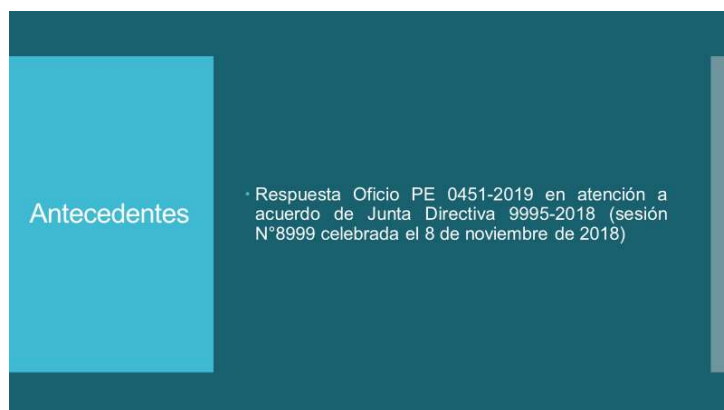 Antecedentes
• Respuesta Oficio PE 0451-2019 en atención a
acuerdo de Junta Directiva 9995-2018 (sesión
N°8999 celebrada el 8 de noviembre de 2018)